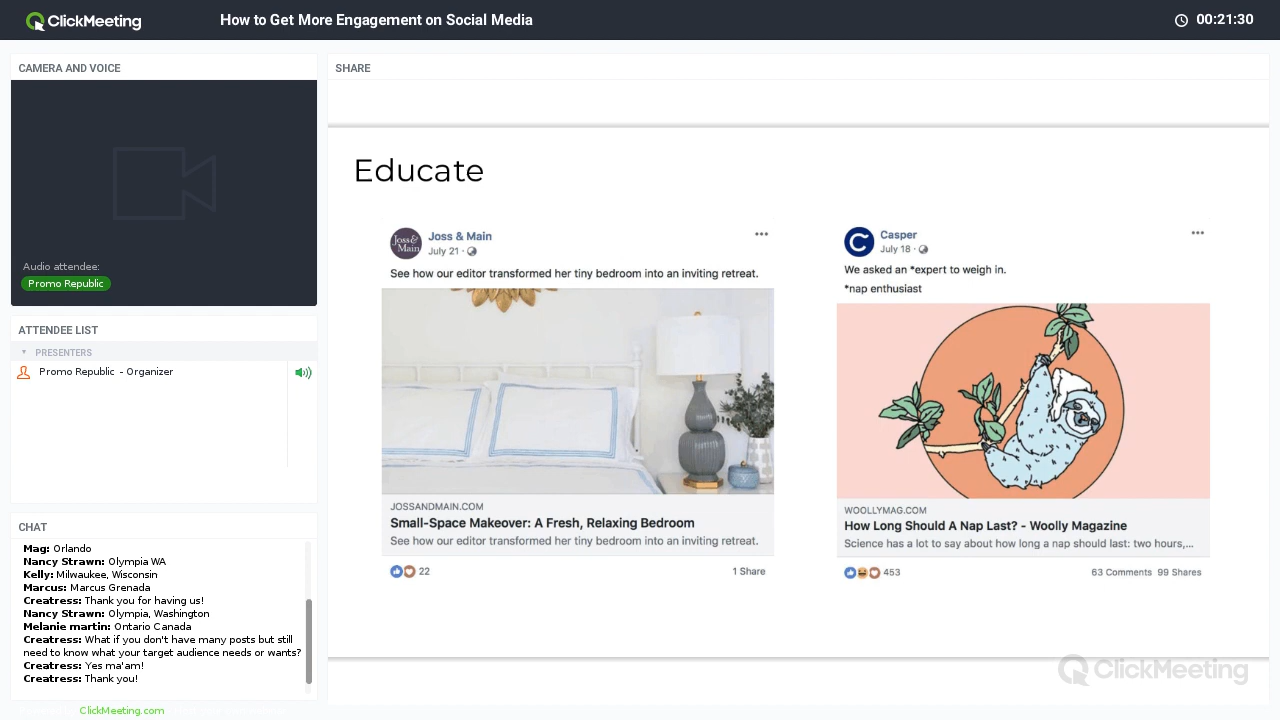 ClickMeeting
How to Get More Engagement on Social Media
00:21:30
CAMERA AND VOICE
Audio attendee:
Promo Republic
ATTENDEE LIST
PRESENTERS
Promo Republic - Organizer
CHAT
Mag: Orlando
Nancy Strawn: Olympia WA
Kelly: Milwaukee, Wisconsin
Marcus: Marcus Grenada
Creatress: Thank you for having us!
Nancy Strawn: Olympia, Washington
Melanie martin: Ontario Canada
Creatress: What if you don't have many posts but still
need to know what your target audience needs or wants?
Creatress: Yes ma'am!
Creatress: Thank you!
ClickMeeting.com
SHARE
Educate
Joss&
Main
Joss & Main
July 21 ·
See how our editor transformed her tiny bedroom into an inviting retreat.
JOSSANDMAIN.COM
Small-Space Makeover: A Fresh, Relaxing Bedroom
See how our editor transformed her tiny bedroom into an inviting retreat.
22
1 Share
C
Casper
July 18 ·
We asked an *expert to weigh in.
*nap enthusiast
WOOLLYMAG.COM
How Long Should A Nap Last? - Woolly Magazine
Science has a lot to say about how long a nap should last: two hours,...
453
63 Comments 99 Shares
ClickMeeting